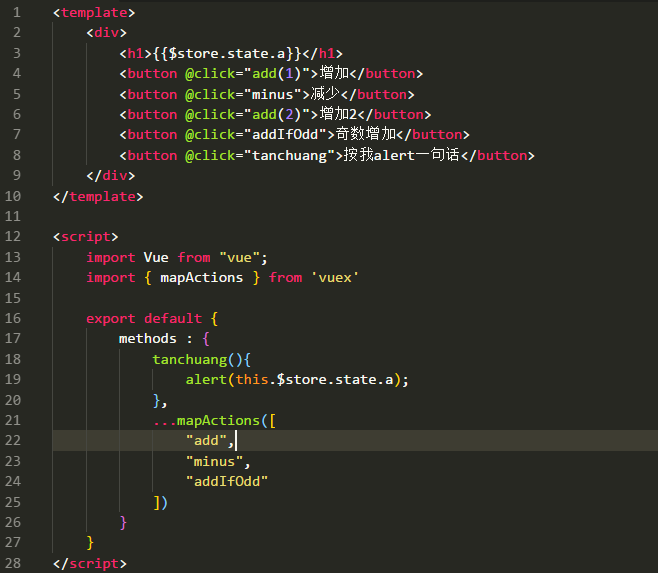 1 <template>
2     <div>
3         <h1>{{$store.state.a}}</h1>
4         <button @click="add(1)">增加</button>
5         <button @click="minus">减少</button>
6         <button @click="add(2)">增加2</button>
7         <button @click="addIfOdd">奇数增加</button>
8         <button @click="tanchuang">按我alert一句话</button>
9     </div>
10 </template>
11
12 <script>
13     import Vue from "vue";
14     import { mapActions } from 'vuex'
15
16     export default {
17         methods : {
18             tanchuang(){
19                 alert(this.$store.state.a);
20             },
21             ...mapActions([
22                 "add",
23                 "minus",
24                 "addIfOdd"
25             ])
26         }
27     }
28 </script>